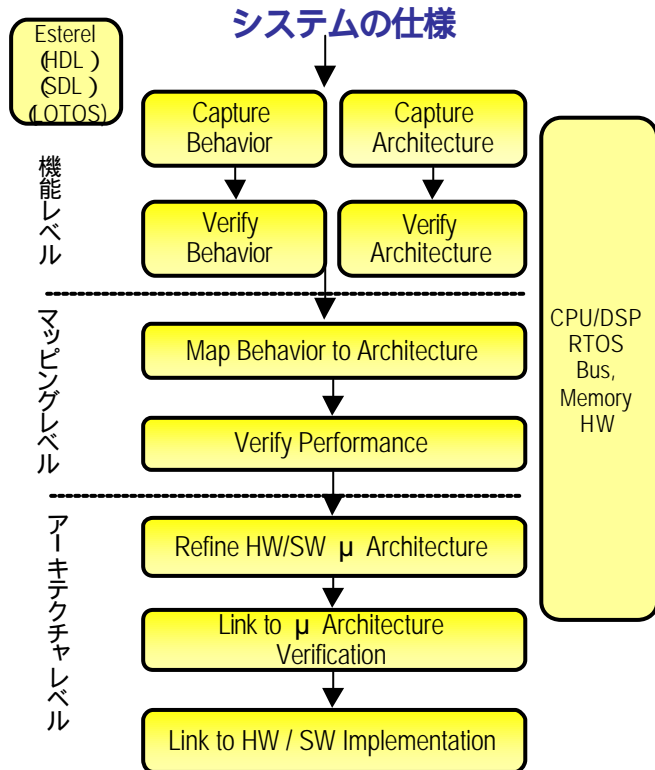 システムの仕様
Esterel
(HDL)
(SDL)
(LOTOS)
機能レベル
Capture
Behavior
Capture
Architecture
Verify
Behavior
Verify
Architecture
マッピングレベル
Map Behavior to Architecture
Verify Performance
CPU/DSP
RTOS
Bus,
Memory
HW
アーキテクチャレベル
Refine HW/SW μ Architecture
Link to μ Architecture
Verification
Link to HW / SW Implementation